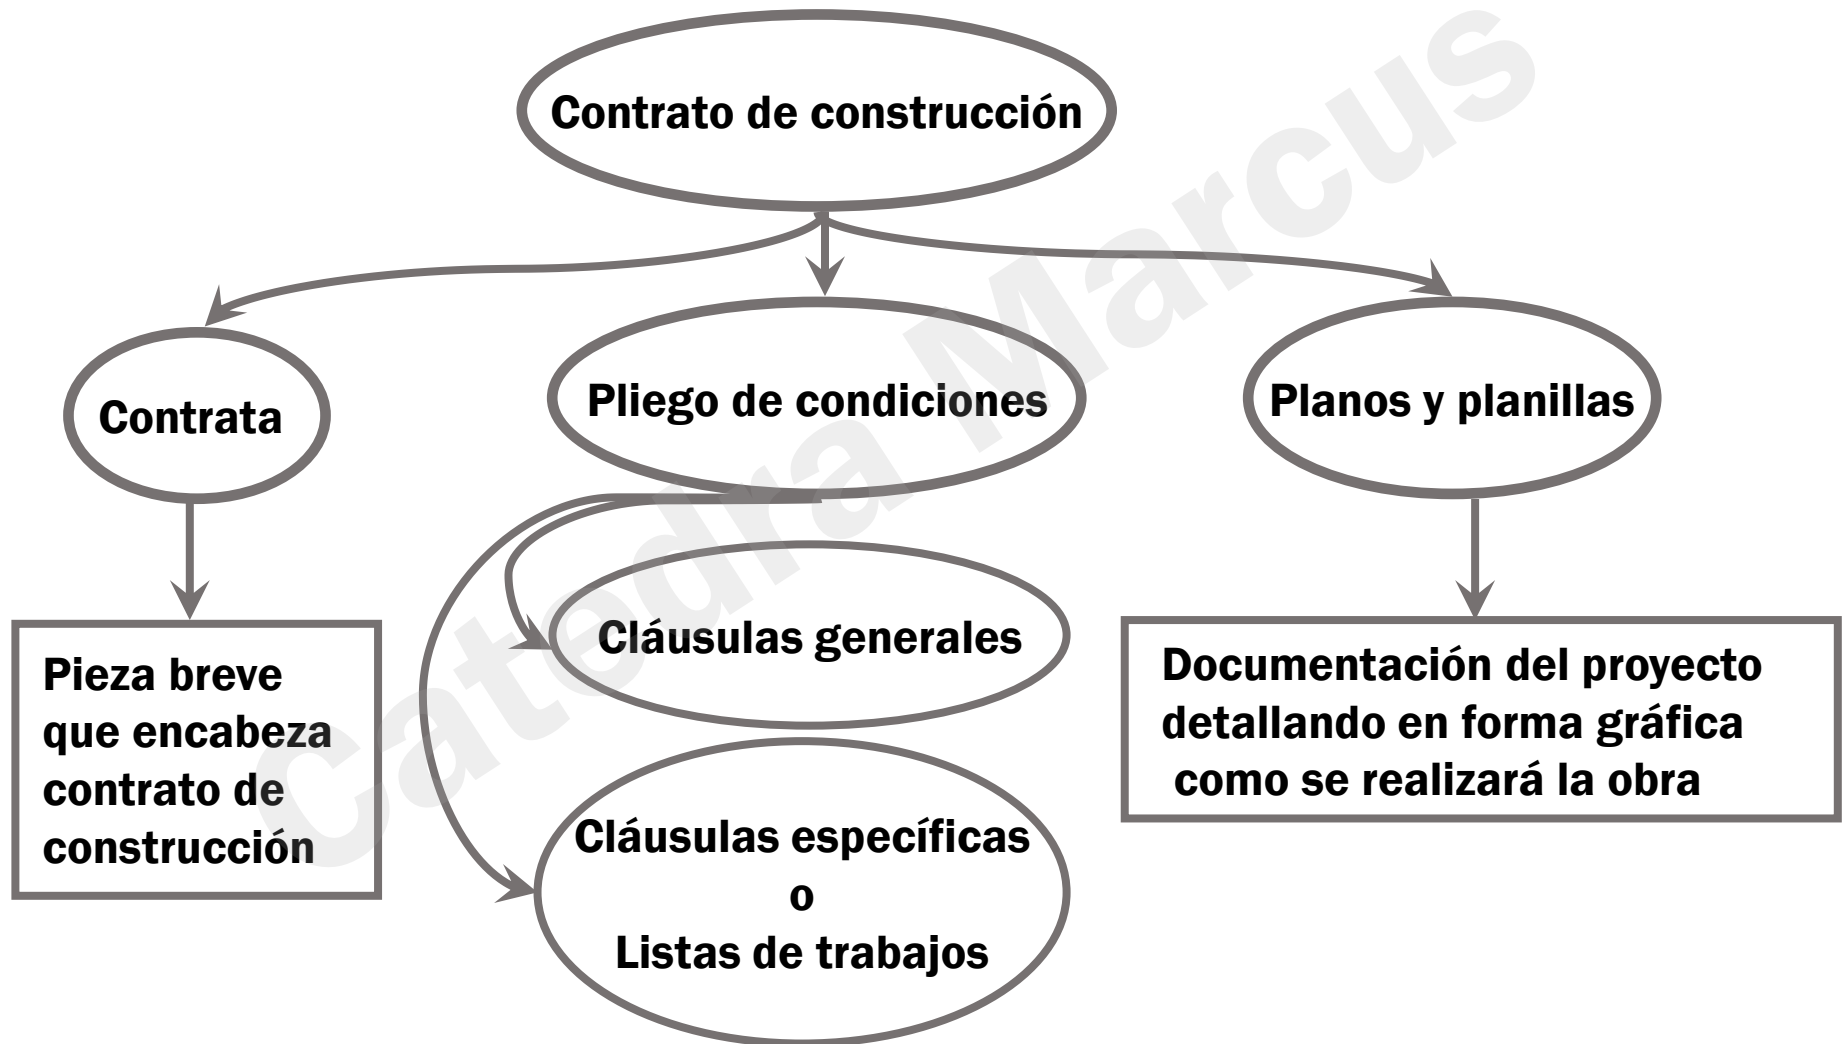 Contrato de construcción
Contrata
Pliego de condiciones
Planos y planillas
Pieza breve
que encabeza
contrato de
construcción
Cláusulas generales
Cláusulas específicas
o
Listas de trabajos
Documentación del proyecto
detallando en forma gráfica
como se realizará la obra
Catedra Marcus